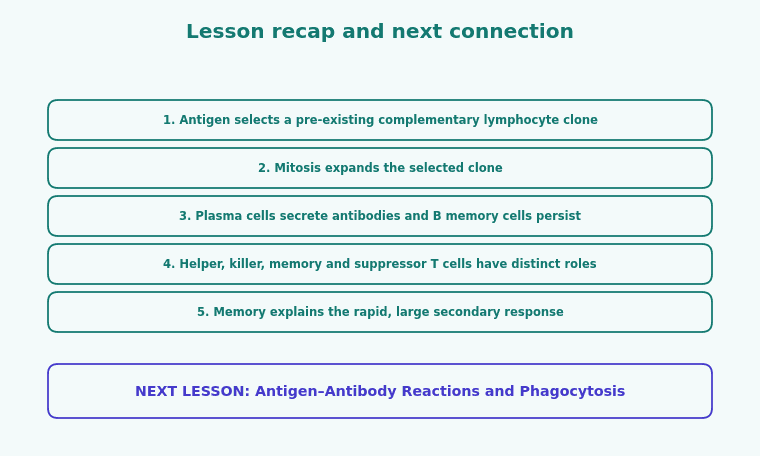 Lesson recap and next connection
1. Antigen selects a pre-existing complementary lymphocyte clone
2. Mitosis expands the selected clone
3. Plasma cells secrete antibodies and B memory cells persist
4. Helper, killer, memory and suppressor T cells have distinct roles
5. Memory explains the rapid, large secondary response
NEXT LESSON: Antigen–Antibody Reactions and Phagocytosis